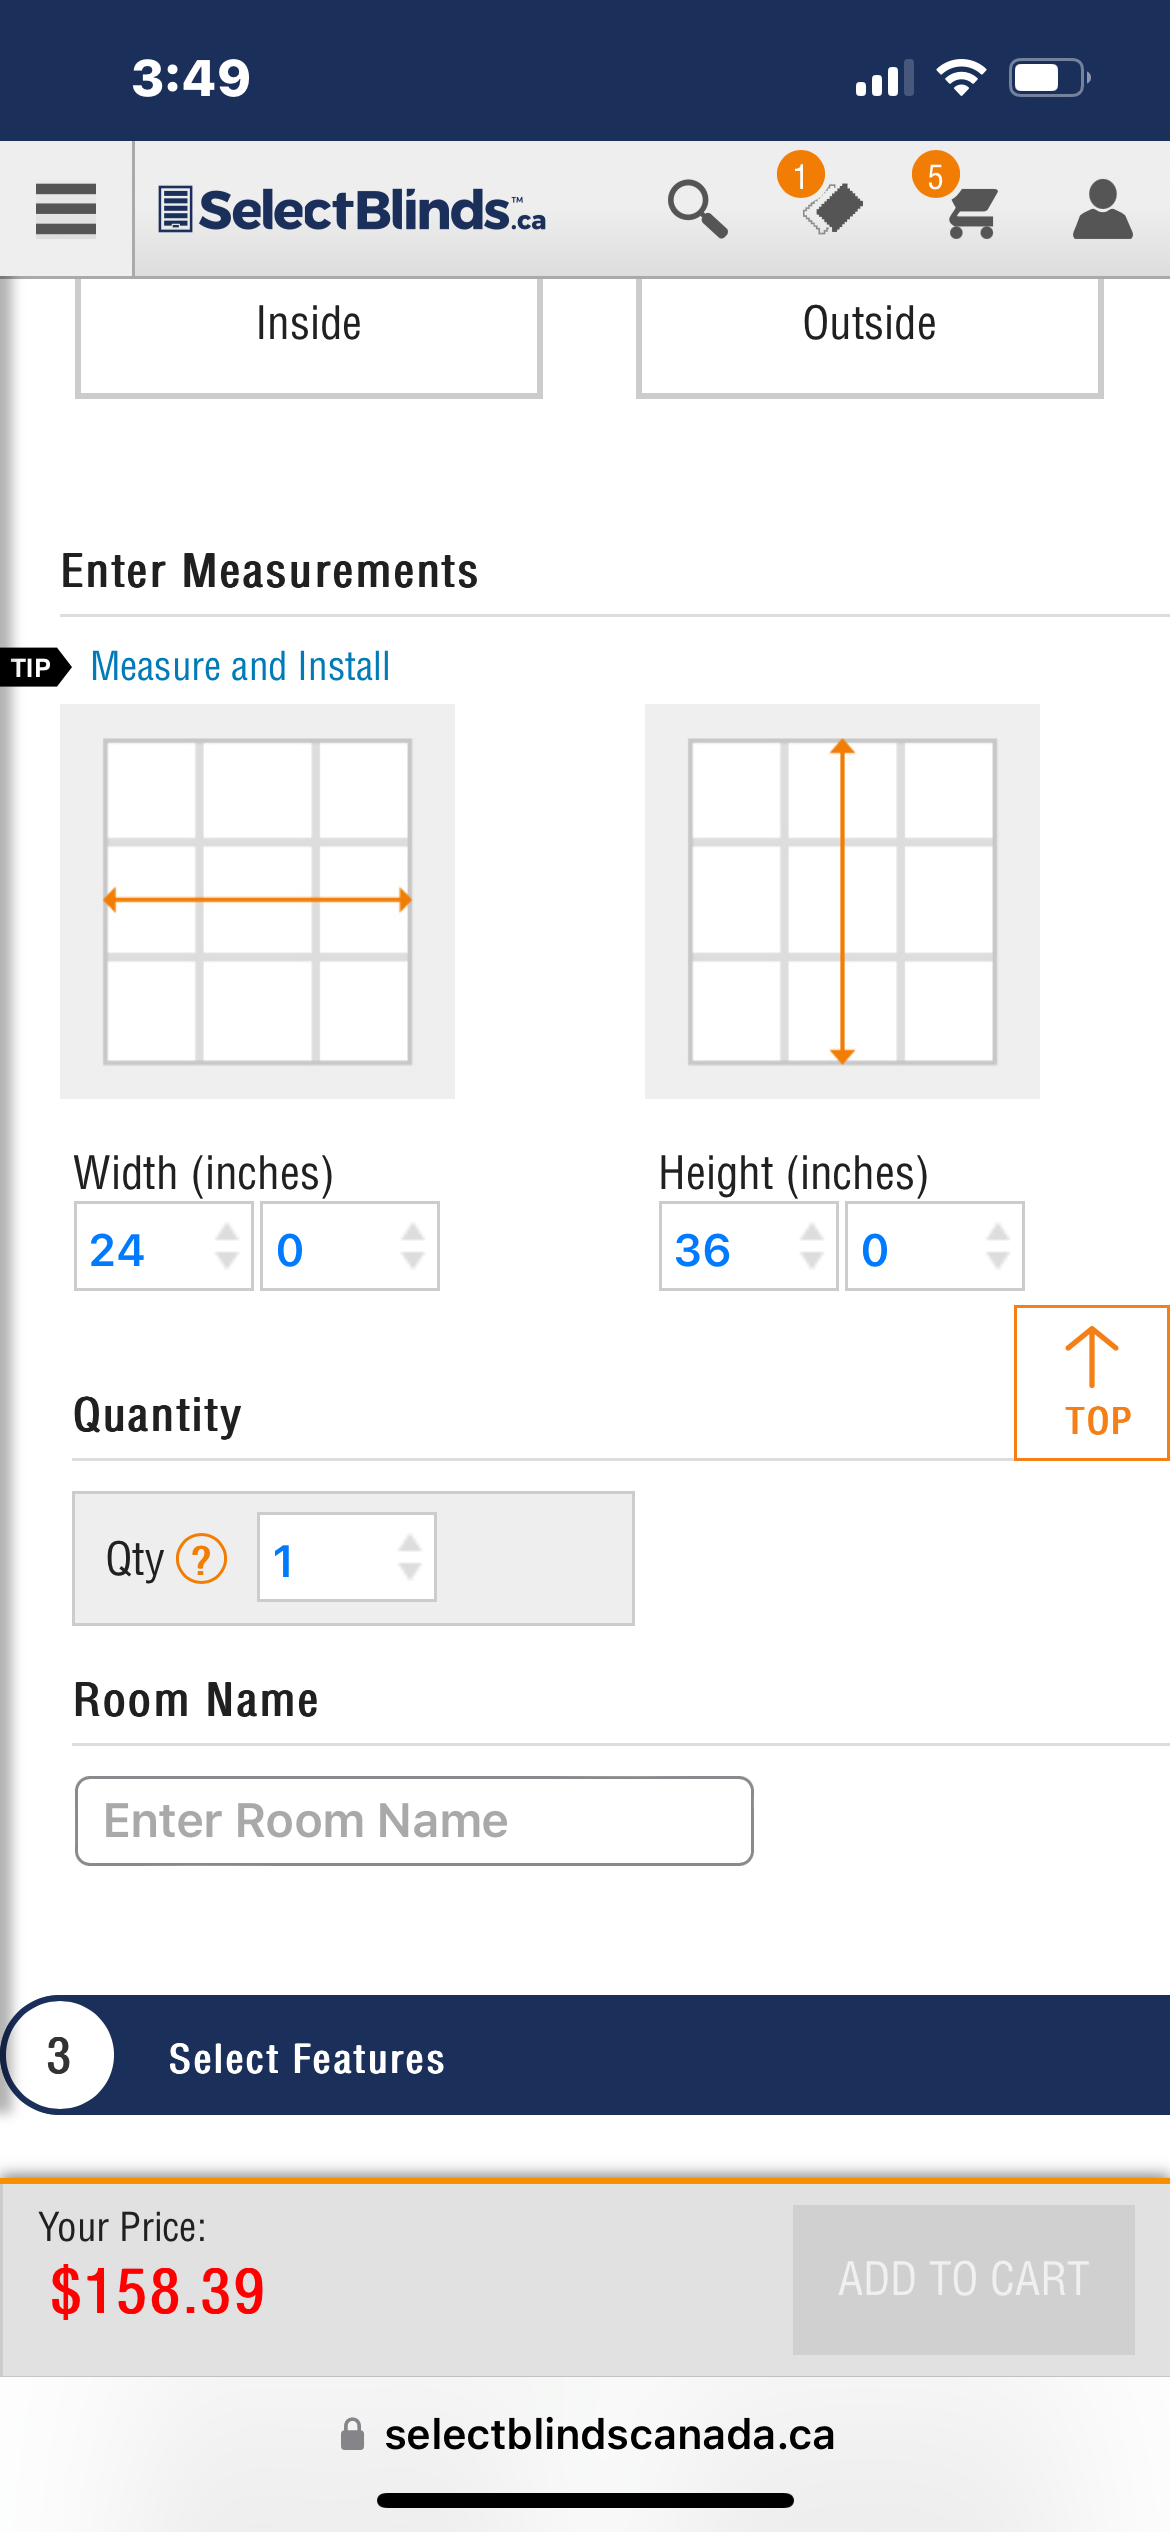 3:49
SelectBlinds™.ca
1
5
Inside
Outside
Enter Measurements
TIP
Measure and Install
Width (inches)
24
0
Height (inches)
36
0
TOP
Quantity
Qty ?
1
Room Name
Enter Room Name
3
Select Features
Your Price:
$158.39
ADD TO CART
selectblindscanada.ca